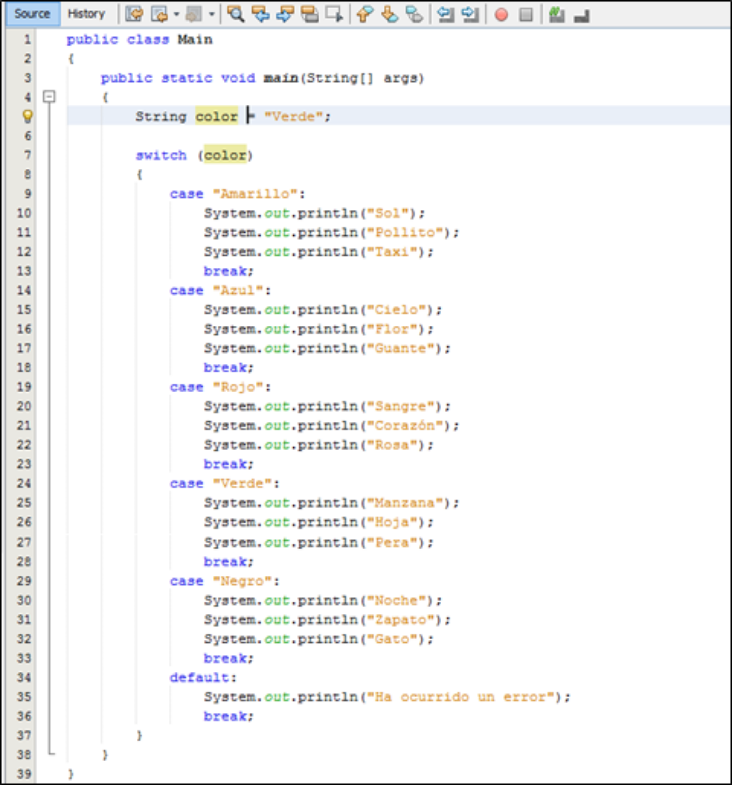 Source History
1 public class Main
2 {
3 public static void main(String[] args)
4 {
String color = "Verde";
6
7 switch (color)
8 {
9 case "Amarillo":
10 System.out.println("Sol");
11 System.out.println("Pollito");
12 System.out.println("Taxi");
13 break;
14 case "Azul":
15 System.out.println("Cielo");
16 System.out.println("Flor");
17 System.out.println("Guante");
18 break;
19 case "Rojo":
20 System.out.println("Sangre");
21 System.out.println("Corazón");
22 System.out.println("Rosa");
23 break;
24 case "Verde":
25 System.out.println("Manzana");
26 System.out.println("Hoja");
27 System.out.println("Pera");
28 break;
29 case "Negro":
30 System.out.println("Noche");
31 System.out.println("Zapato");
32 System.out.println("Gato");
33 break;
34 default:
35 System.out.println("Ha ocurrido un error");
36 break;
37 }
38 }
39 }